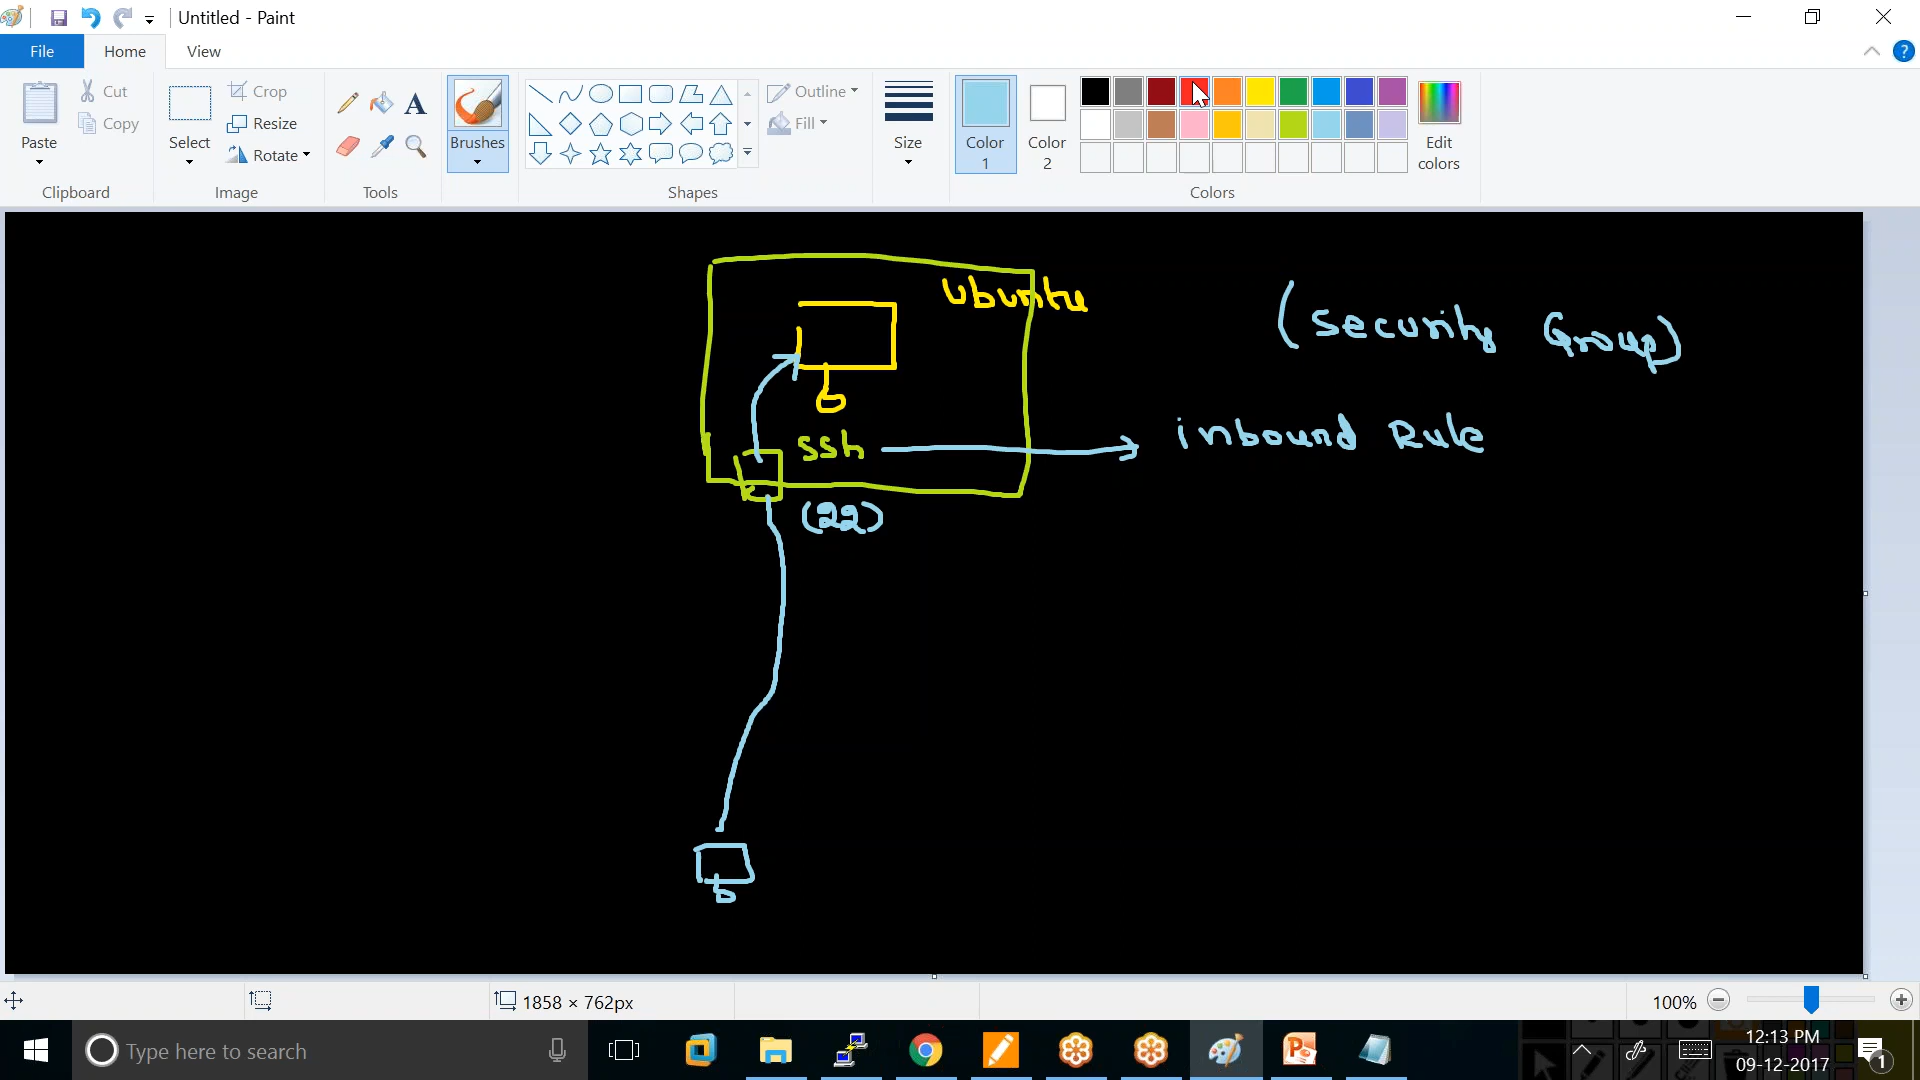 Untitled - Paint
File
Home
View
Paste
Cut
Copy
Clipboard
Select
Crop
Resize
Rotate
Image
Tools
Brushes
Shapes
Outline
Fill
Size
Color 1
Color 2
Colors
Edit colors
?
Ubuntu
(security Group)
ssh
inbound Rule
(22)
1858 × 762px
100%
Type here to search
12:13 PM
09-12-2017
1